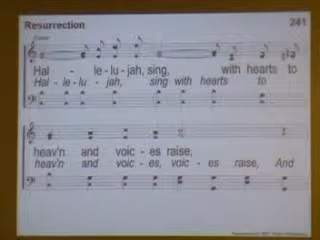 Resurrection 241
Hal - le - lu - jah, sing, with hearts to
Hal - le - lu - jah, sing with hearts to
heav'n and voic - es raise,
heav'n and voic - es, voic - es raise, And